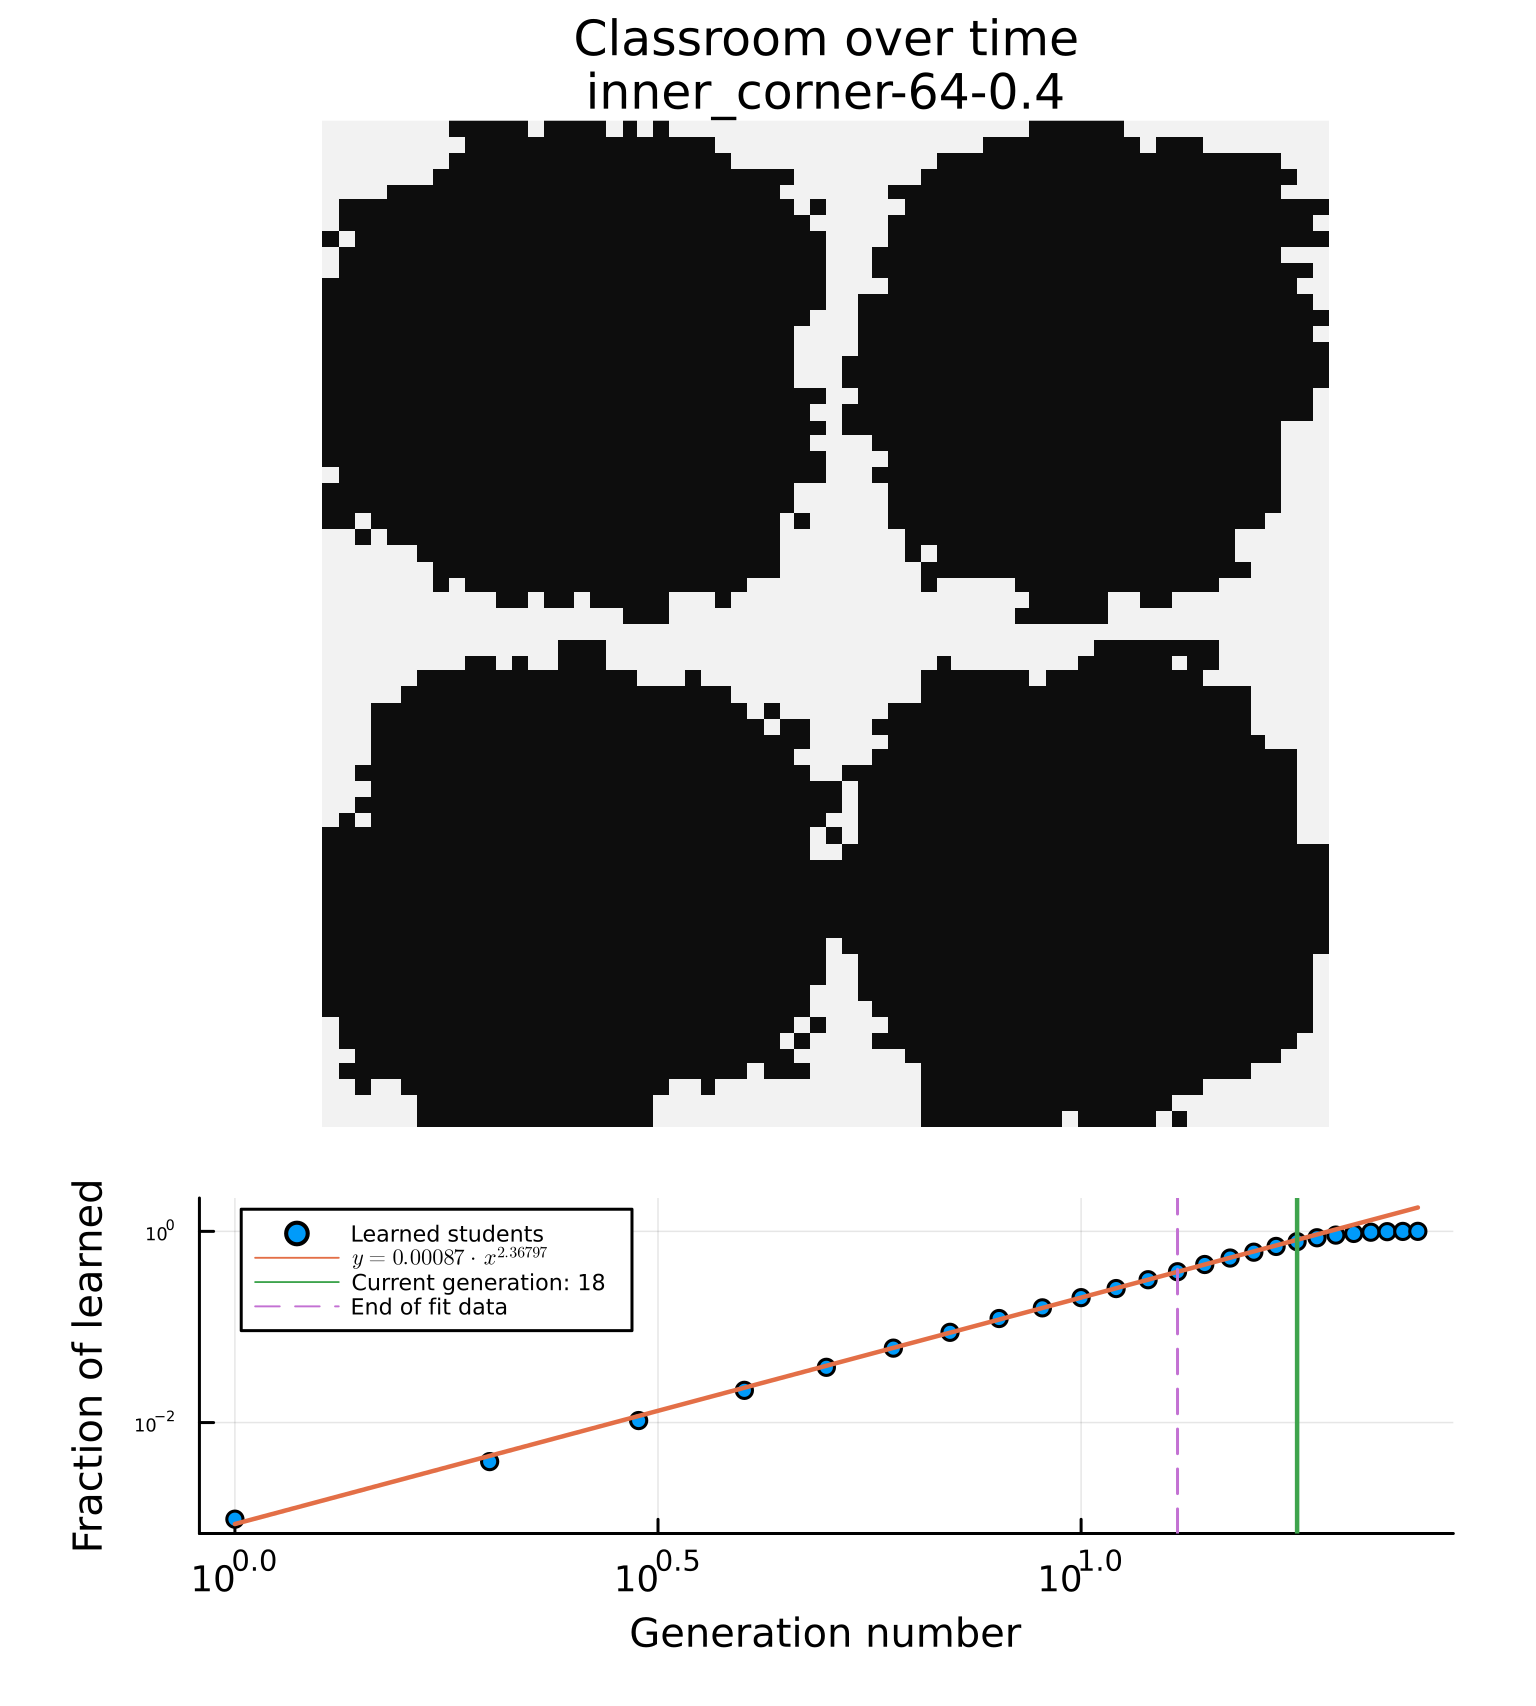 Classroom over time
inner_corner-64-0.4
Learned students
y = 0.00087 · x^2.36797
Current generation: 18
End of fit data
Fraction of learned
10^0
10^−2
10^0.0
10^0.5
10^1.0
Generation number